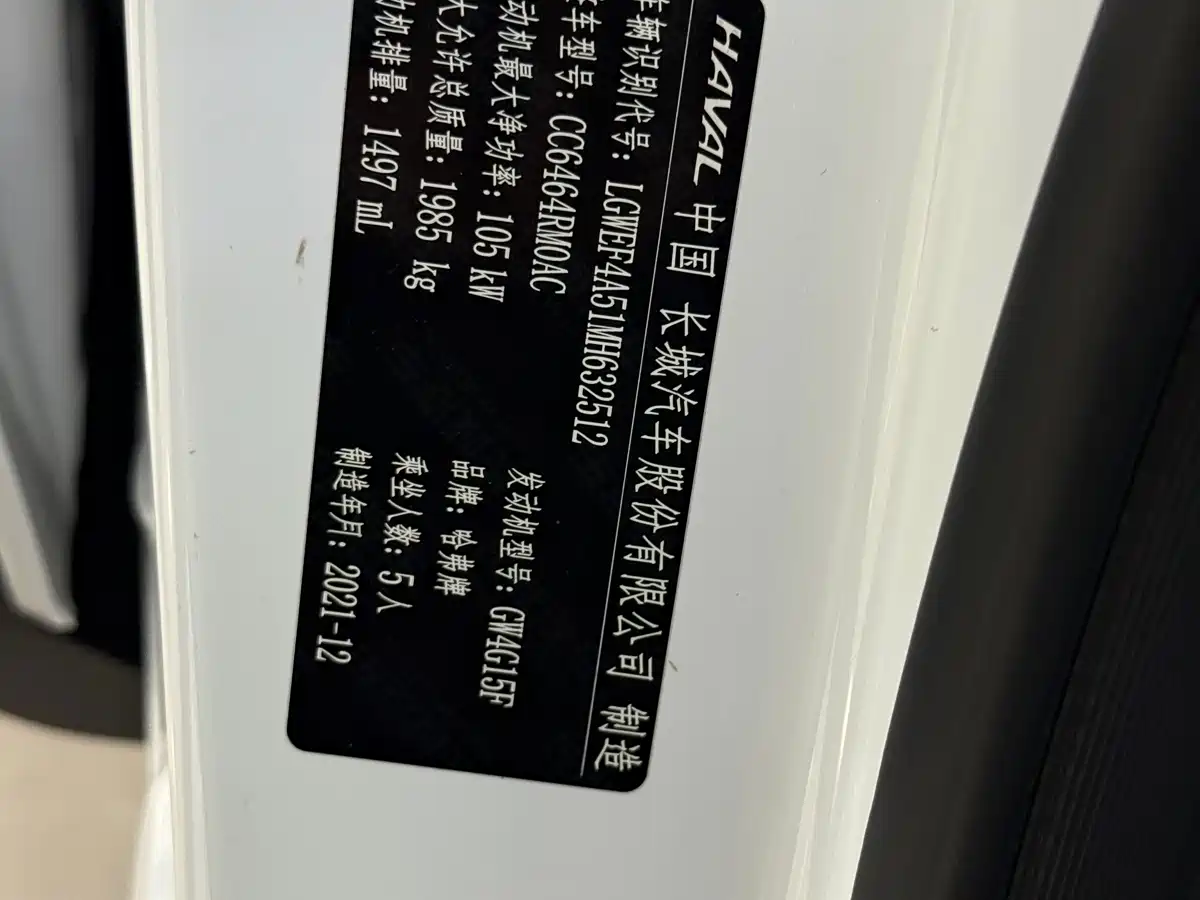 HAVAL 中国 长城汽车股份有限公司 制造
车辆识别代号: LGWEF4A51MH632512
车型号: CC6464RM0AC
发动机型号: GW4G15F
动机最大净功率: 105 kW
品牌: 哈弗牌
大允许总质量: 1985 kg
乘坐人数: 5 人
动机排量: 1497 mL
制造年月: 2021-12